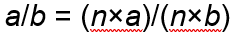 a/b = (n×a)/(n×b)